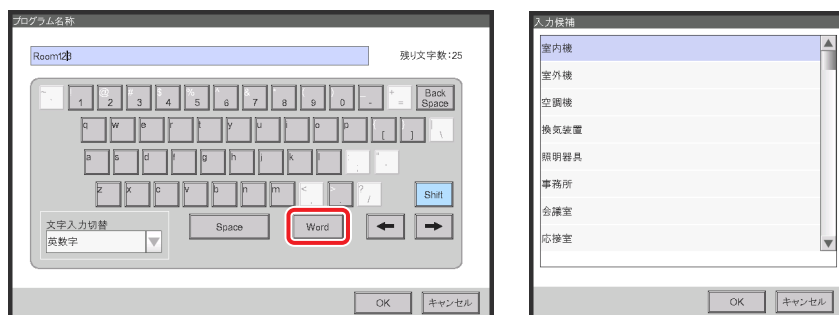 プログラム名称
Room123
残り文字数:25
1 2 3 4 5 6 7 8 9 0 - = Back Space
q w e r t y u i o p [ ] \
a s d f g h j k l
z x c v b n m < , > . ? / Shift
文字入力切替
英数字
Space Word ← →
OK キャンセル
入力候補
室内機
室外機
空調機
換気装置
照明器具
事務所
会議室
応接室
OK キャンセル